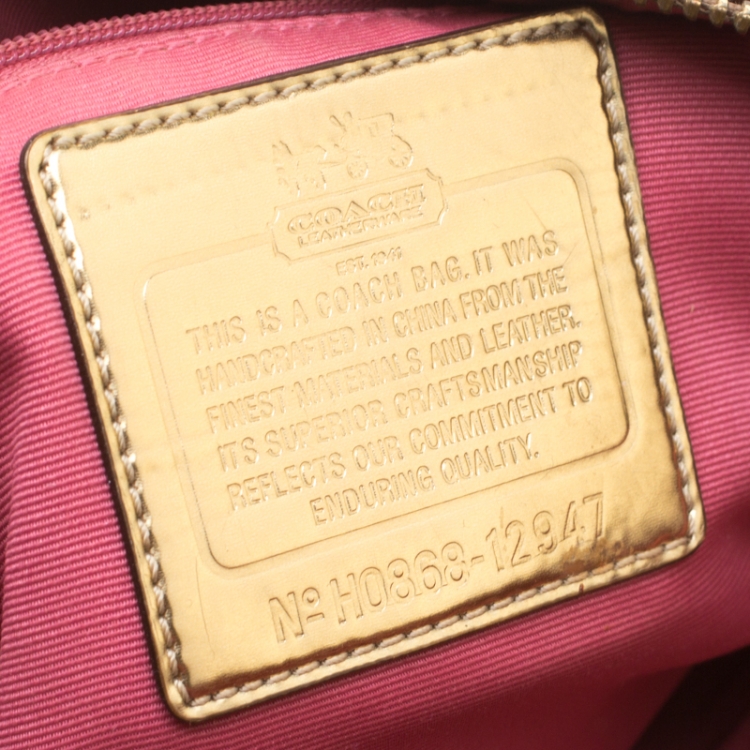 COACH
LEATHERWARE
EST. 1941
THIS IS A COACH BAG. IT WAS
HANDCRAFTED IN CHINA FROM THE
FINEST MATERIALS AND LEATHER.
ITS SUPERIOR CRAFTSMANSHIP
REFLECTS OUR COMMITMENT TO
ENDURING QUALITY.
Nº H0868-12947